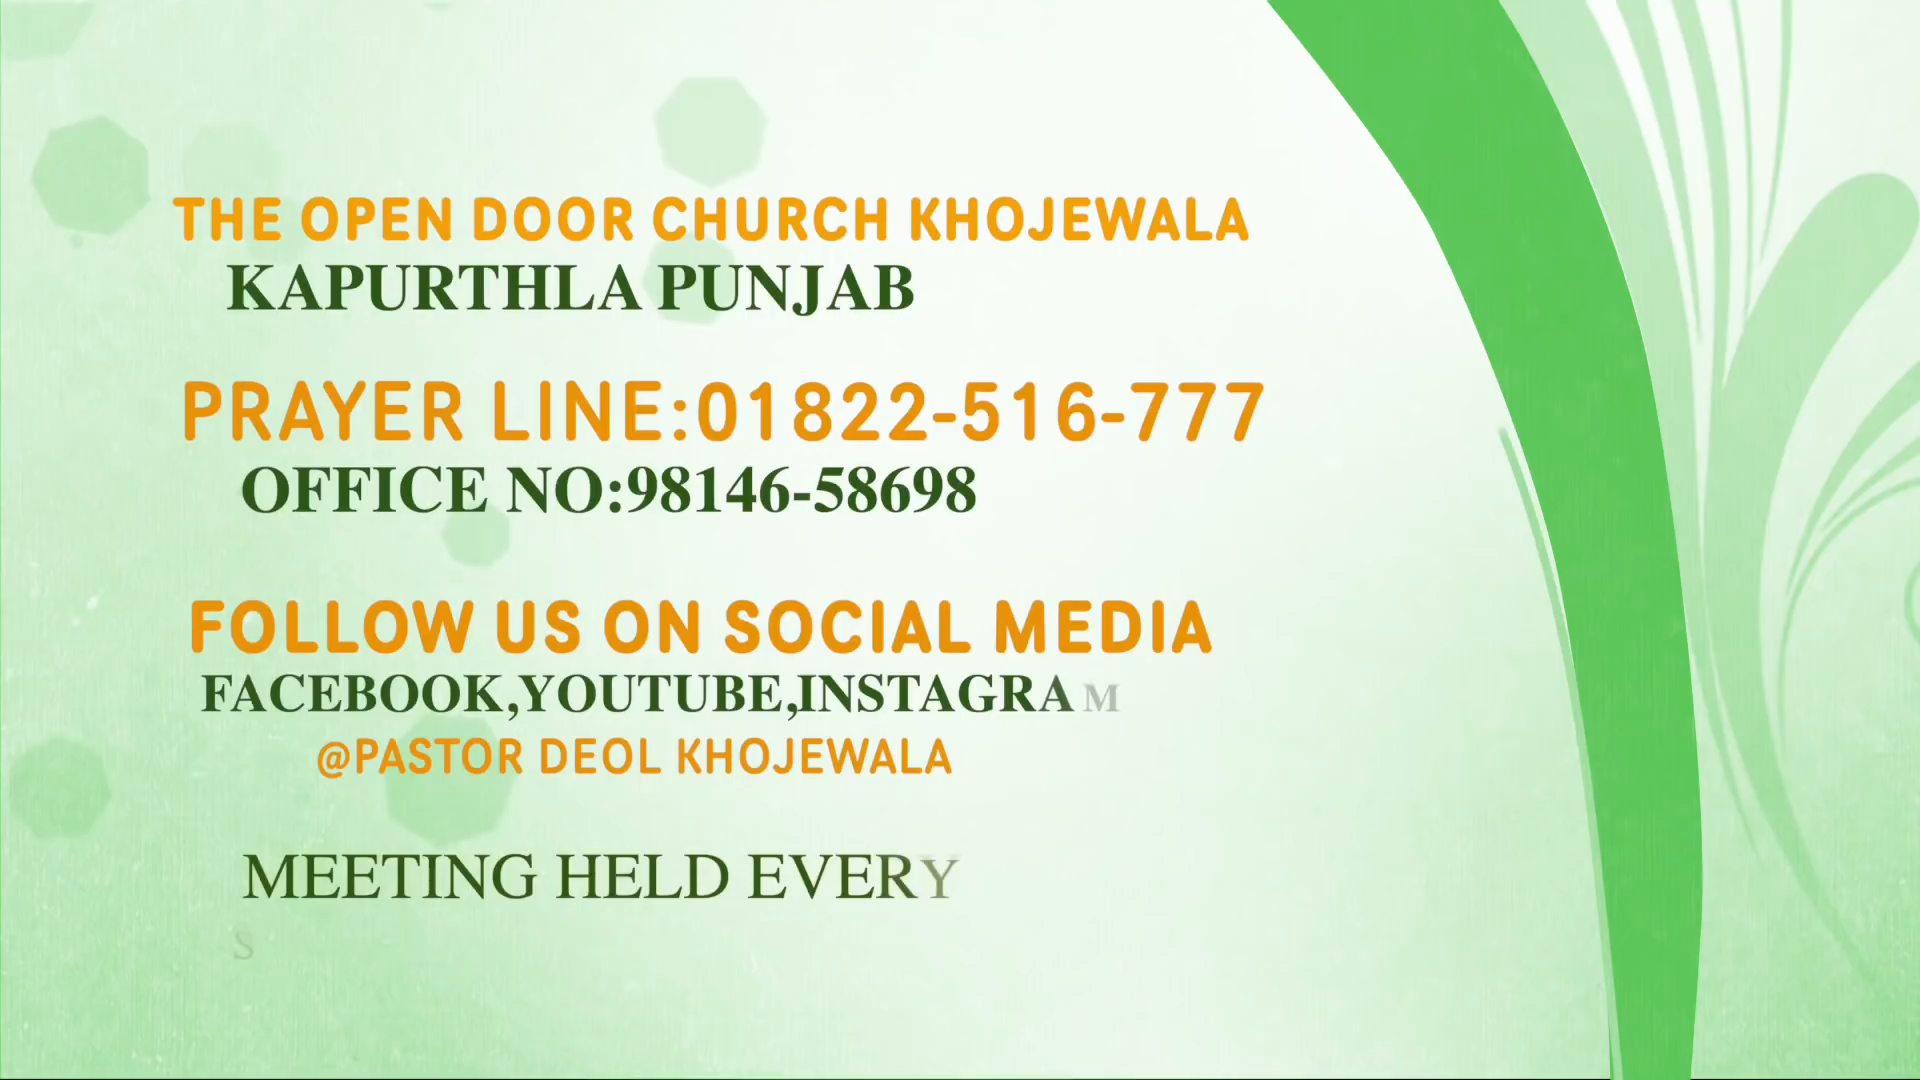 THE OPEN DOOR CHURCH KHOJEWALA
KAPURTHLA PUNJAB
PRAYER LINE:01822-516-777
OFFICE NO:98146-58698
FOLLOW US ON SOCIAL MEDIA
FACEBOOK,YOUTUBE,INSTAGRAM
@PASTOR DEOL KHOJEWALA
MEETING HELD EVERY
S